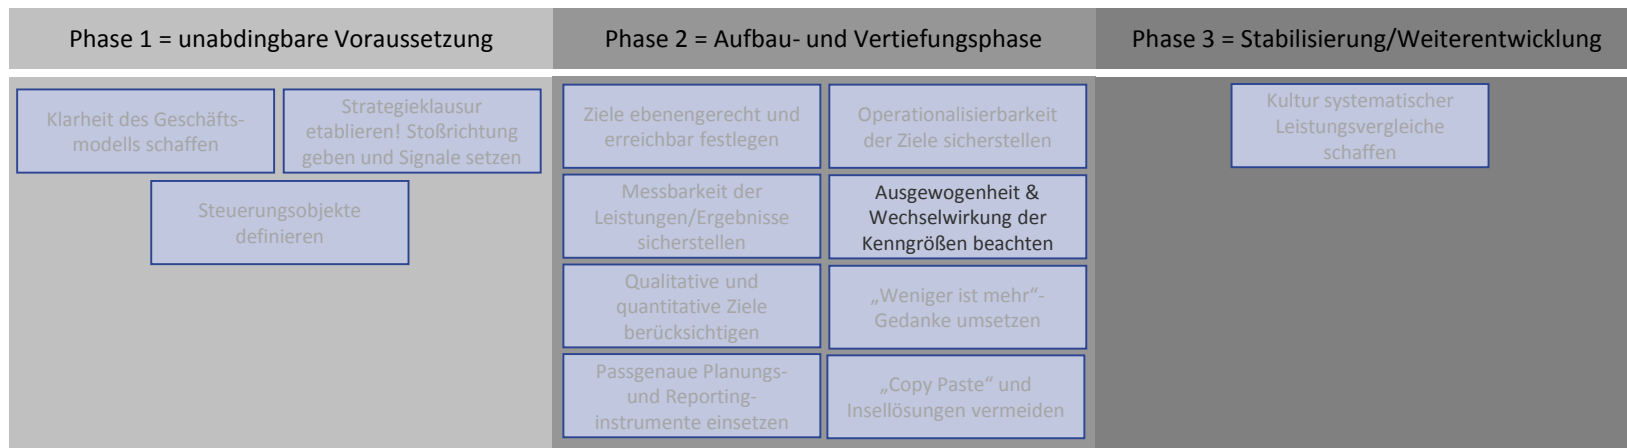 Phase 1 = unabdingbare Voraussetzung
Phase 2 = Aufbau- und Vertiefungsphase
Phase 3 = Stabilisierung/Weiterentwicklung
Klarheit des Geschäfts-
modells schaffen
Strategieklausur
etablieren! Stoßrichtung
geben und Signale setzen
Steuerungsobjekte
definieren
Ziele ebenengerecht und
erreichbar festlegen
Operationalisierbarkeit
der Ziele sicherstellen
Messbarkeit der
Leistungen/Ergebnisse
sicherstellen
Ausgewogenheit &
Wechselwirkung der
Kenngrößen beachten
Qualitative und
quantitative Ziele
berücksichtigen
„Weniger ist mehr“-
Gedanke umsetzen
Passgenaue Planungs-
und Reporting-
instrumente einsetzen
„Copy Paste“ und
Insellösungen vermeiden
Kultur systematischer
Leistungsvergleiche
schaffen